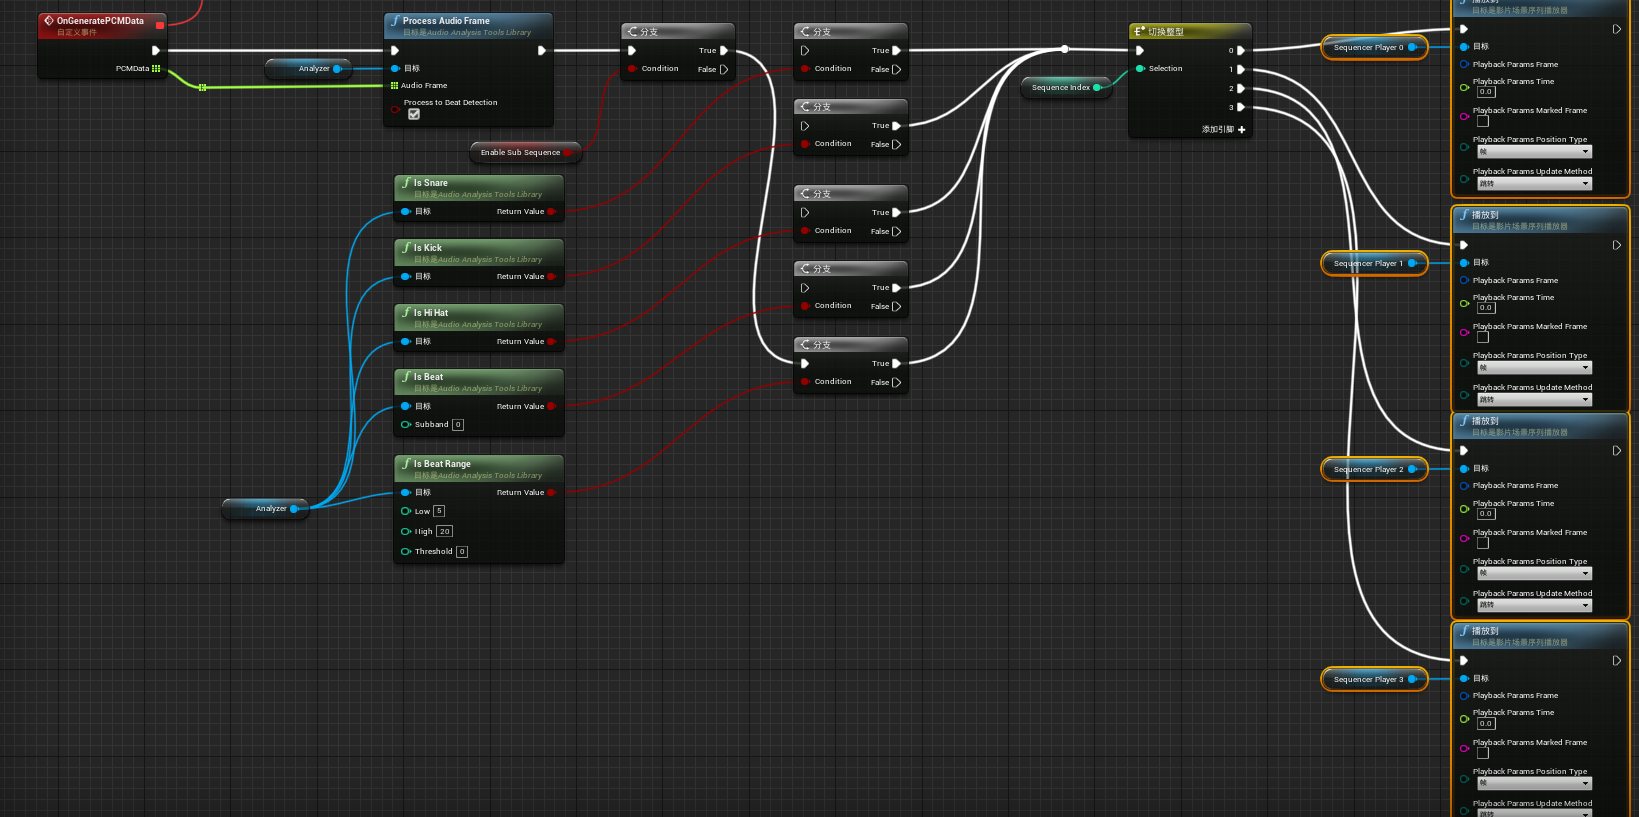 OnGeneratePCMData
自定义事件
PCMData
Analyzer
Process Audio Frame
目标是Audio Analysis Tools Library
目标
Audio Frame
Process to Beat Detection
Enable Sub Sequence
分支
True
Condition
False
分支
True
Condition
False
分支
True
Condition
False
分支
True
Condition
False
分支
True
Condition
False
分支
True
Condition
False
Is Snare
目标是Audio Analysis Tools Library
目标
Return Value
Is Kick
目标是Audio Analysis Tools Library
目标
Return Value
Is Hi Hat
目标是Audio Analysis Tools Library
目标
Return Value
Is Beat
目标是Audio Analysis Tools Library
目标
Return Value
Subband 0
Is Beat Range
目标是Audio Analysis Tools Library
目标
Return Value
Low 5
High 20
Threshold 0
Analyzer
Sequence Index
切换整型
0
Selection
1
2
3
添加引脚
Sequencer Player 0
目标是影片场景序列播放器
目标
Playback Params Frame
Playback Params Time
0.0
Playback Params Marked Frame
Playback Params Position Type
帧
Playback Params Update Method
跳转
Sequencer Player 1
播放到
目标是影片场景序列播放器
目标
Playback Params Frame
Playback Params Time
0.0
Playback Params Marked Frame
Playback Params Position Type
帧
Playback Params Update Method
跳转
Sequencer Player 2
播放到
目标是影片场景序列播放器
目标
Playback Params Frame
Playback Params Time
0.0
Playback Params Marked Frame
Playback Params Position Type
帧
Playback Params Update Method
跳转
Sequencer Player 3
播放到
目标是影片场景序列播放器
目标
Playback Params Frame
Playback Params Time
0.0
Playback Params Marked Frame
Playback Params Position Type
帧
Playback Params Update Method
跳转